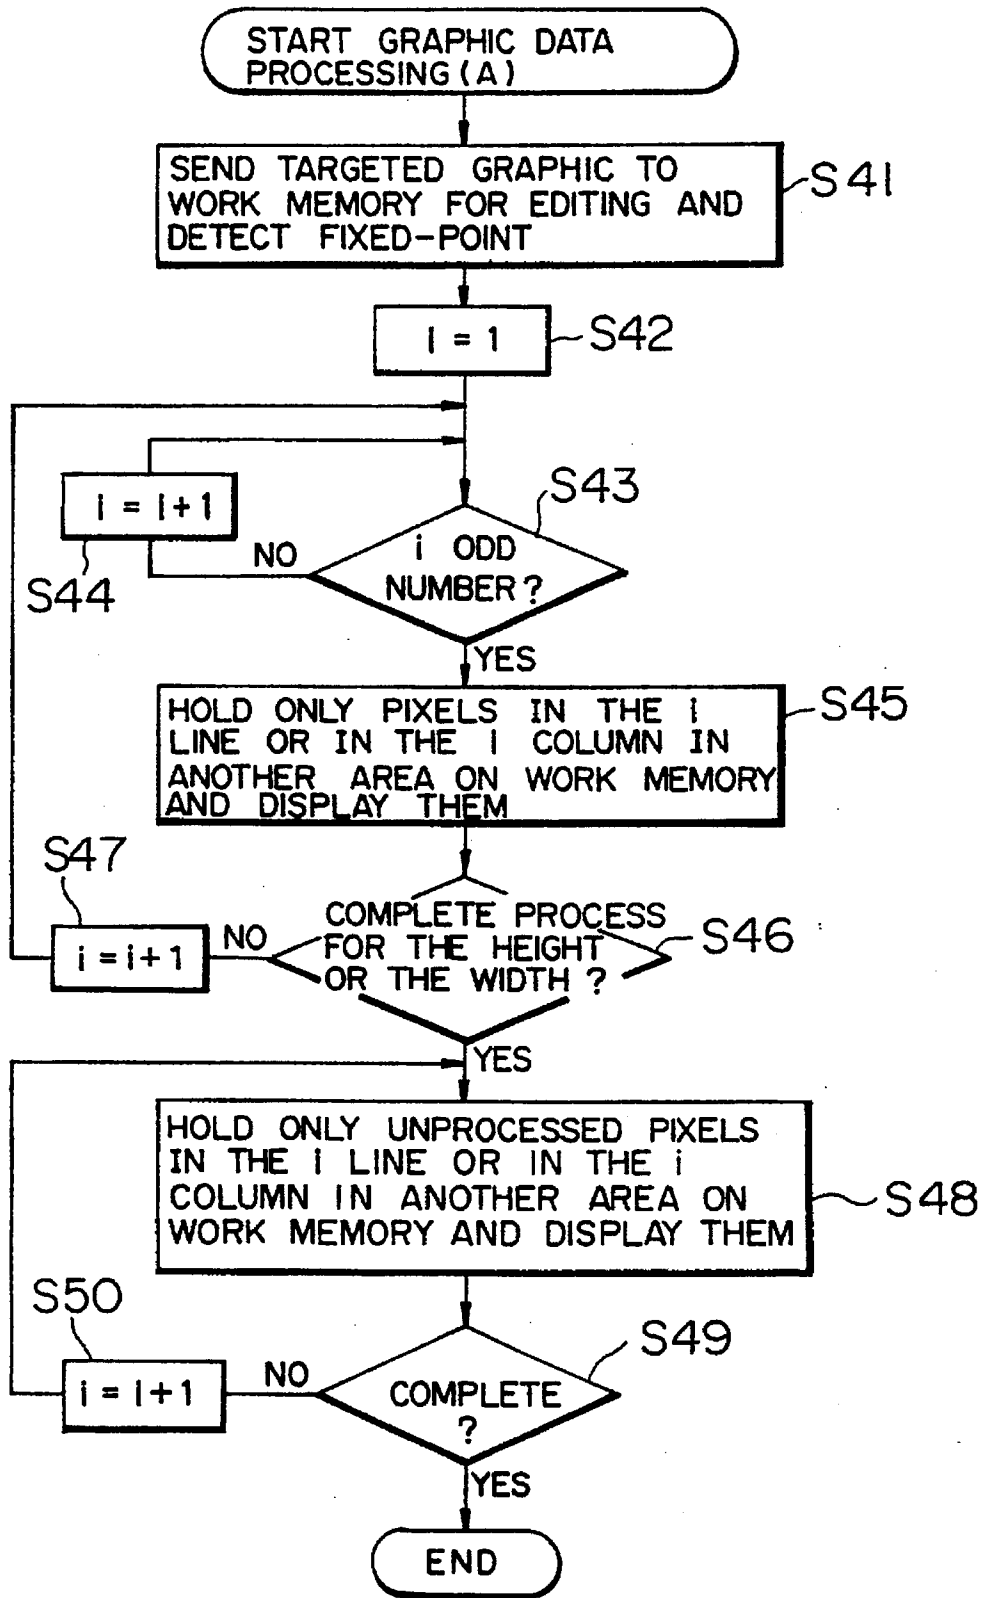 START GRAPHIC DATA
PROCESSING (A)
SEND TARGETED GRAPHIC TO
WORK MEMORY FOR EDITING AND
DETECT FIXED-POINT
S41
i = 1
S42
i = i+1
S44
S43
i ODD
NUMBER?
NO
YES
HOLD ONLY PIXELS IN THE i
LINE OR IN THE i COLUMN IN
ANOTHER AREA ON WORK MEMORY
AND DISPLAY THEM
S45
S47
i = i+1
NO
COMPLETE PROCESS
FOR THE HEIGHT
OR THE WIDTH ?
S46
YES
HOLD ONLY UNPROCESSED PIXELS
IN THE i LINE OR IN THE i
COLUMN IN ANOTHER AREA ON
WORK MEMORY AND DISPLAY THEM
S48
S50
i = i+1
NO
COMPLETE
?
S49
YES
END